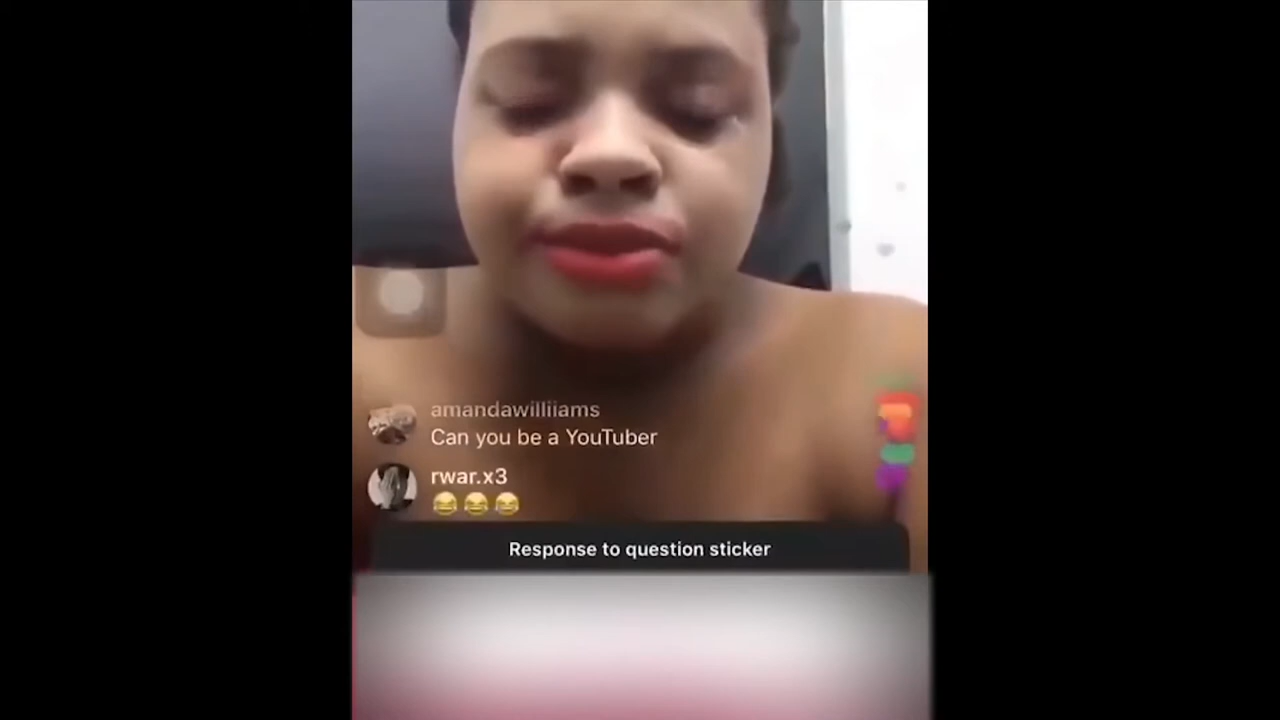 amandawilliiams
Can you be a YouTuber
rwar.x3
😂😂😂
Response to question sticker